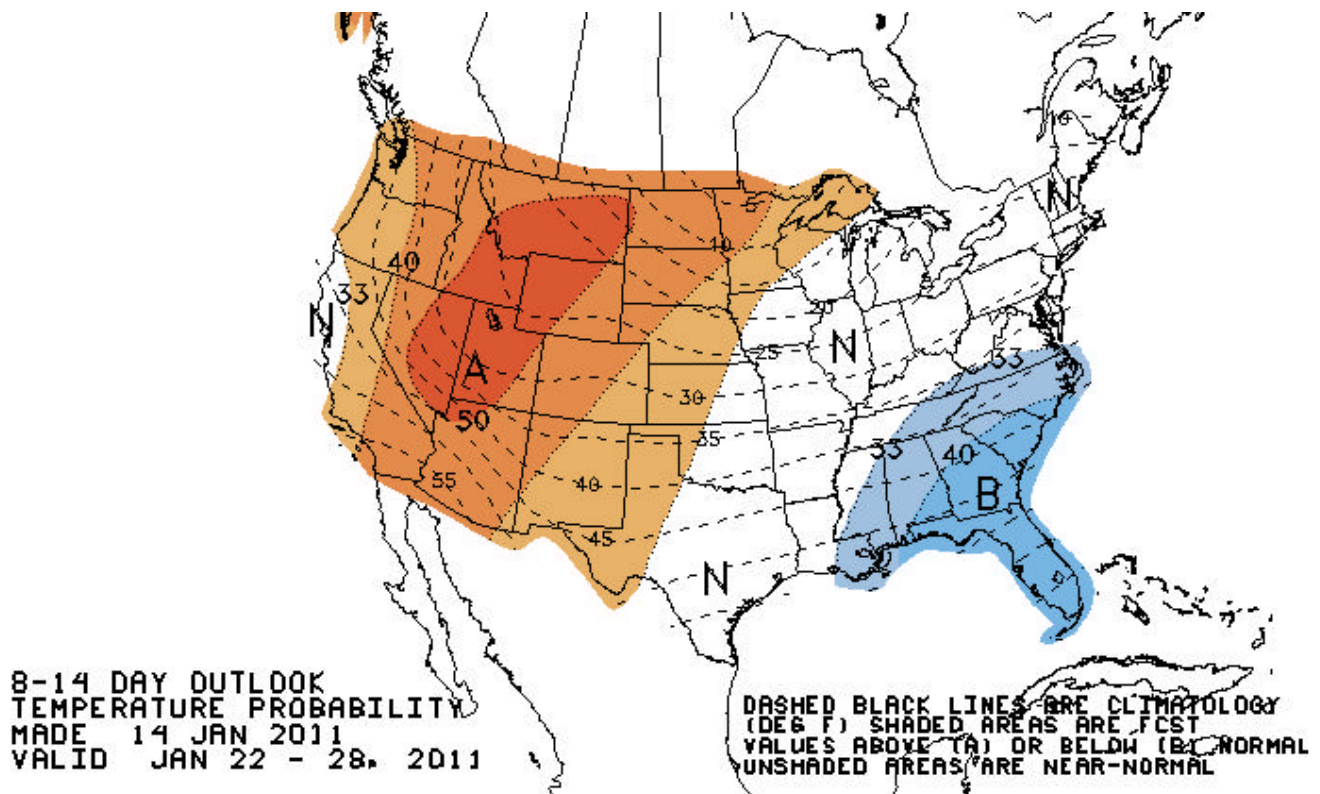 10
N
5
10
40
33
N
N
25
33
A
30
50
35
33
40
55
40
B
45
N
8-14 DAY OUTLOOK
TEMPERATURE PROBABILITY
MADE 14 JAN 2011
VALID JAN 22 - 28, 2011
DASHED BLACK LINES ARE CLIMATOLOGY
(DEG F) SHADED AREAS ARE FCST
VALUES ABOVE (A) OR BELOW (B) NORMAL
UNSHADED AREAS ARE NEAR-NORMAL